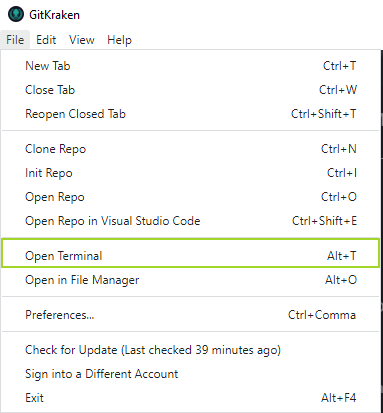 GitKraken
File Edit View Help
New Tab Ctrl+T
Close Tab Ctrl+W
Reopen Closed Tab Ctrl+Shift+T
Clone Repo Ctrl+N
Init Repo Ctrl+I
Open Repo Ctrl+O
Open Repo in Visual Studio Code Ctrl+Shift+E
Open Terminal Alt+T
Open in File Manager Alt+O
Preferences... Ctrl+Comma
Check for Update (Last checked 39 minutes ago)
Sign into a Different Account
Exit Alt+F4